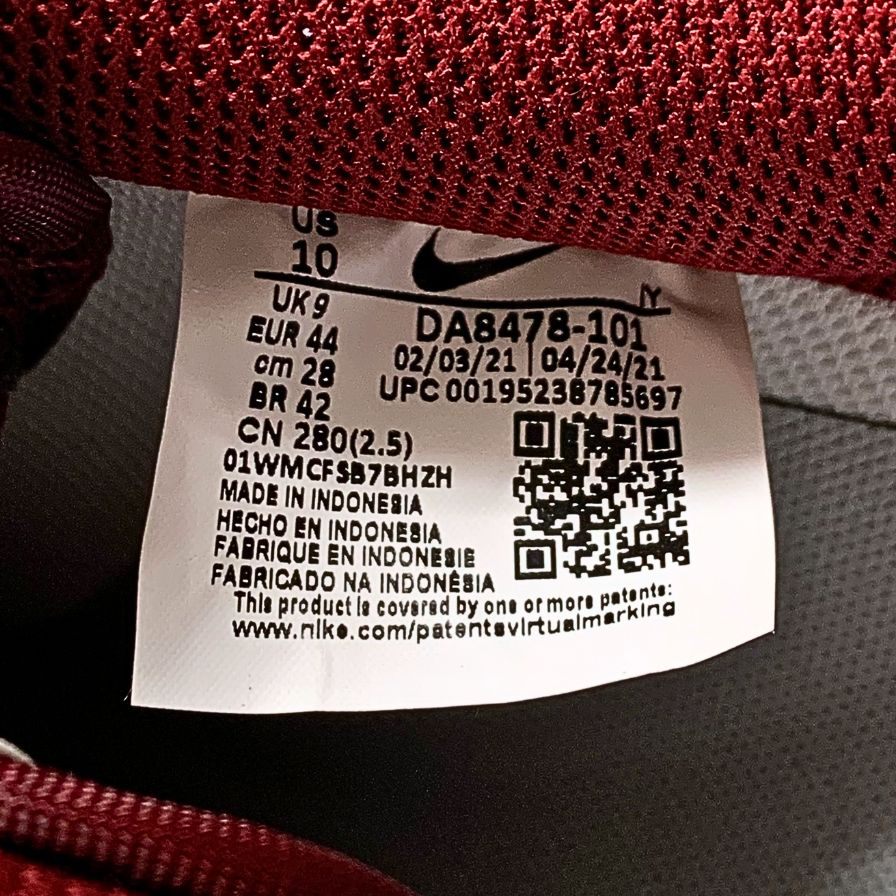 US
10
UK 9
EUR 44
cm 28
BR 42
CN 280(2.5)
01WMCFSB7BHZH
IY
DA8478-101
02/03/21 | 04/24/21
UPC 00195238785697
MADE IN INDONESIA
HECHO EN INDONESIA
FABRIQUE EN INDONESIE
FABRICADO NA INDONÉSIA
This product is covered by one or more patents:
www.nike.com/patentsvirtualmarking